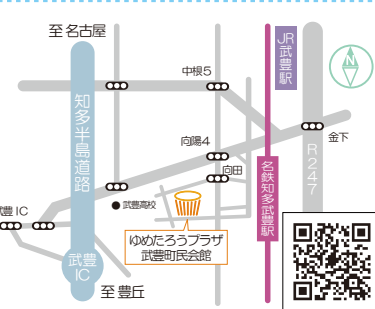 至名古屋
JR武豊駅
中根5
知多半島道路
金下
向陽4
R247
向田
名鉄知多武豊駅
武豊高校
武豊IC
ゆめたろうプラザ
武豊町民会館
武豊
IC
至豊丘
N